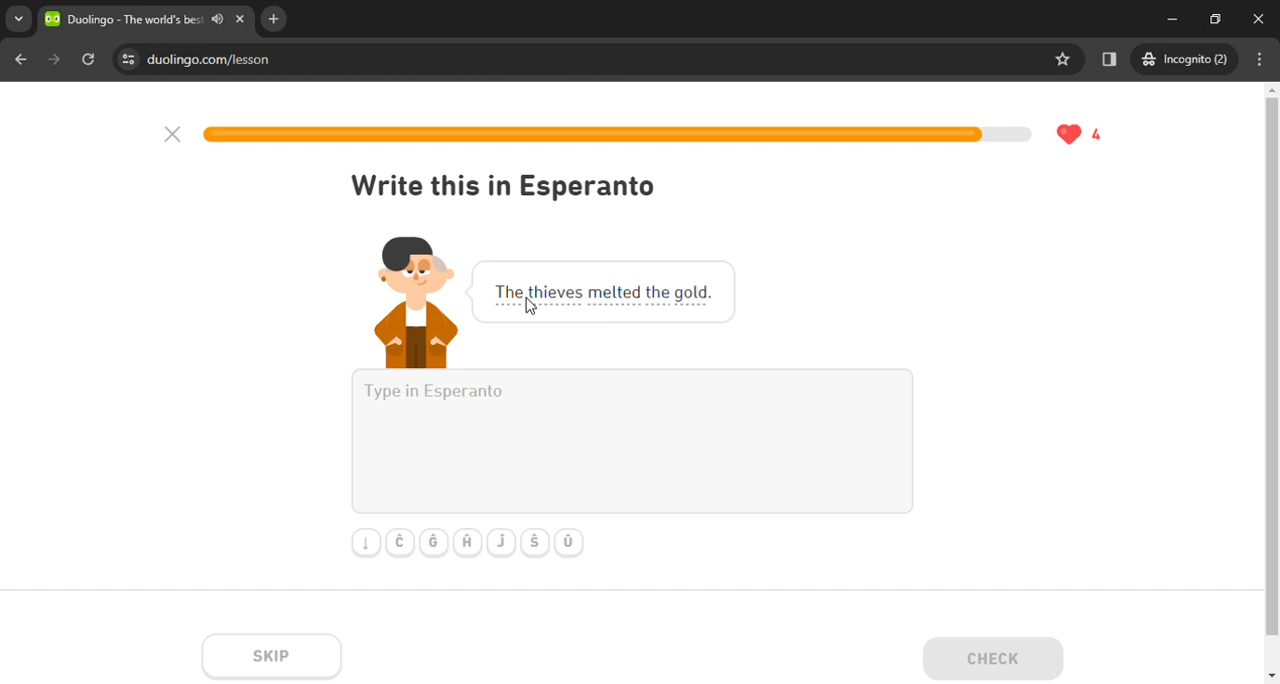 Duolingo - The world's bes
duolingo.com/lesson
Incognito (2)
4
Write this in Esperanto
The thieves melted the gold.
Type in Esperanto
↓ Ĉ Ĝ Ĥ Ĵ Ŝ Ŭ
SKIP
CHECK